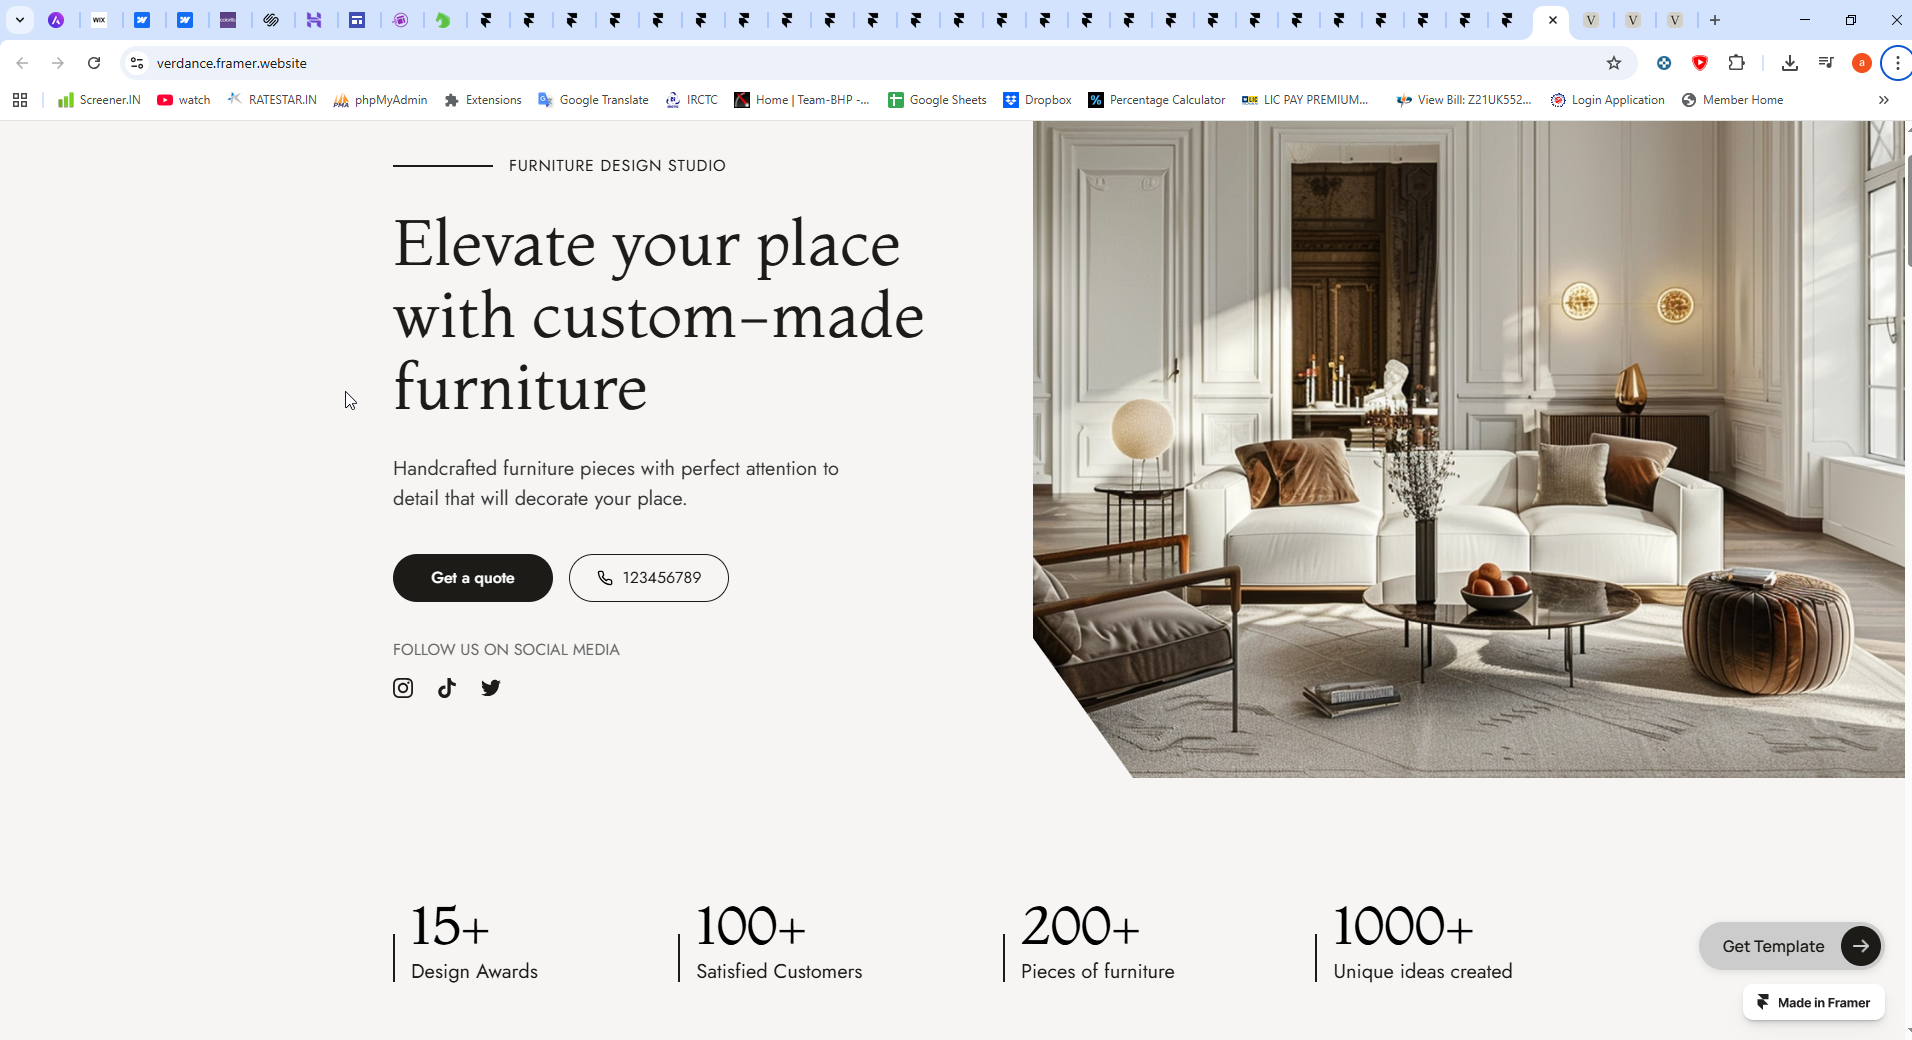 WIX
colorlib
V
V
V
verdance.framer.website
a
Screener.IN
watch
RATESTAR.IN
phpMyAdmin
Extensions
Google Translate
IRCTC
Home | Team-BHP -...
Google Sheets
Dropbox
Percentage Calculator
LIC PAY PREMIUM...
View Bill: Z21UK552...
Login Application
Member Home
FURNITURE DESIGN STUDIO
Elevate your place
with custom-made
furniture
Handcrafted furniture pieces with perfect attention to
detail that will decorate your place.
Get a quote
123456789
FOLLOW US ON SOCIAL MEDIA
15+
Design Awards
100+
Satisfied Customers
200+
Pieces of furniture
1000+
Unique ideas created
Get Template
Made in Framer